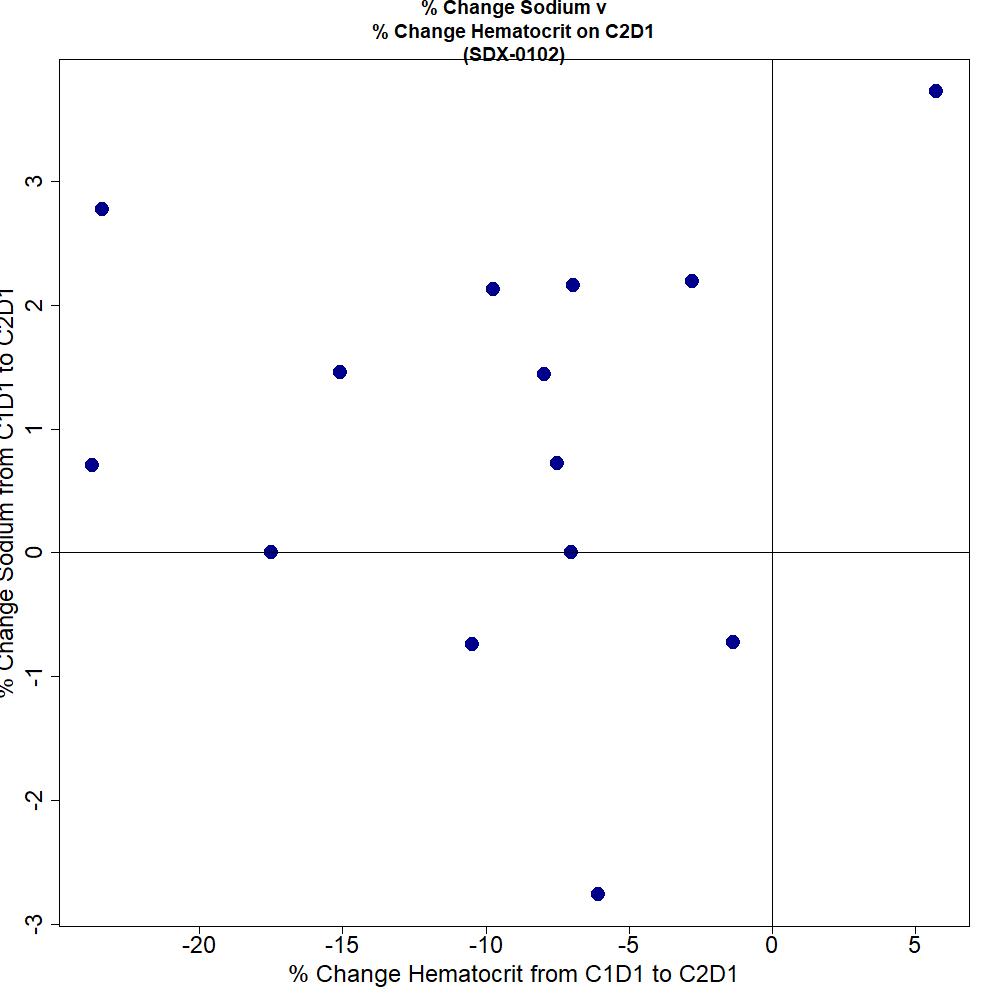 % Change Sodium v
% Change Hematocrit on C2D1
(SDX-0102)
% Change Sodium from C1D1 to C2D1
3
2
1
0
-1
-2
-3
-20 -15 -10 -5 0 5
% Change Hematocrit from C1D1 to C2D1